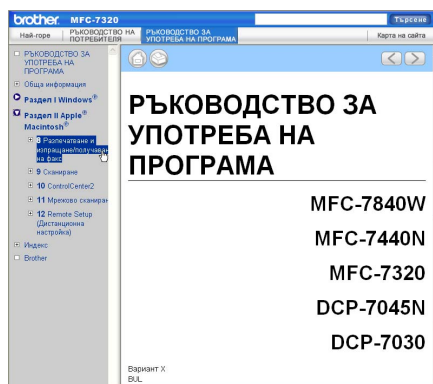 brother. MFC-7320
Търсене
Най-горе
РЪКОВОДСТВО НА
ПОТРЕБИТЕЛЯ
РЪКОВОДСТВО ЗА
УПОТРЕБА НА ПРОГРАМА
Карта на сайта
РЪКОВОДСТВО ЗА
УПОТРЕБА НА
ПРОГРАМА
Обща информация
Раздел I Windows®
Раздел II Apple®
Macintosh®
8 Разпечатване и
изпращане/получаван
на факс
9 Сканиране
10 ControlCenter2
11 Мрежово сканиран
12 Remote Setup
(Дистанционна
настройка)
Индекс
Brother
РЪКОВОДСТВО ЗА
УПОТРЕБА НА
ПРОГРАМА
MFC-7840W
MFC-7440N
MFC-7320
DCP-7045N
DCP-7030
Вариант X
BUL